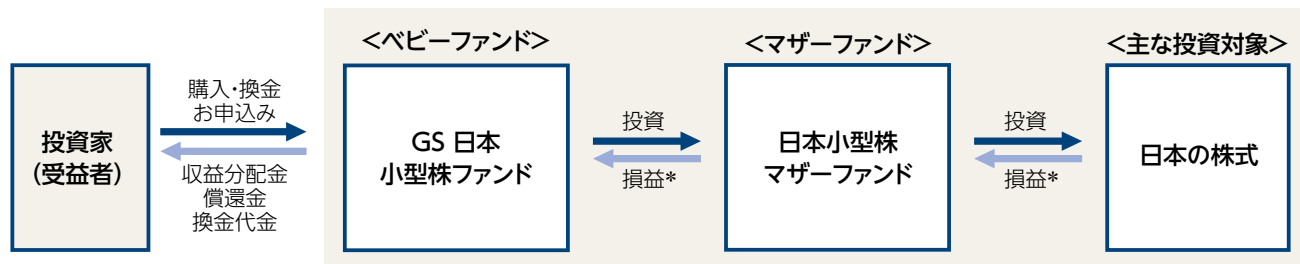 <ベビーファンド>
<マザーファンド>
<主な投資対象>
投資家
(受益者)
購入・換金
お申込み
収益分配金
償還金
換金代金
GS 日本
小型株ファンド
投資
損益*
日本小型株
マザーファンド
投資
損益*
日本の株式